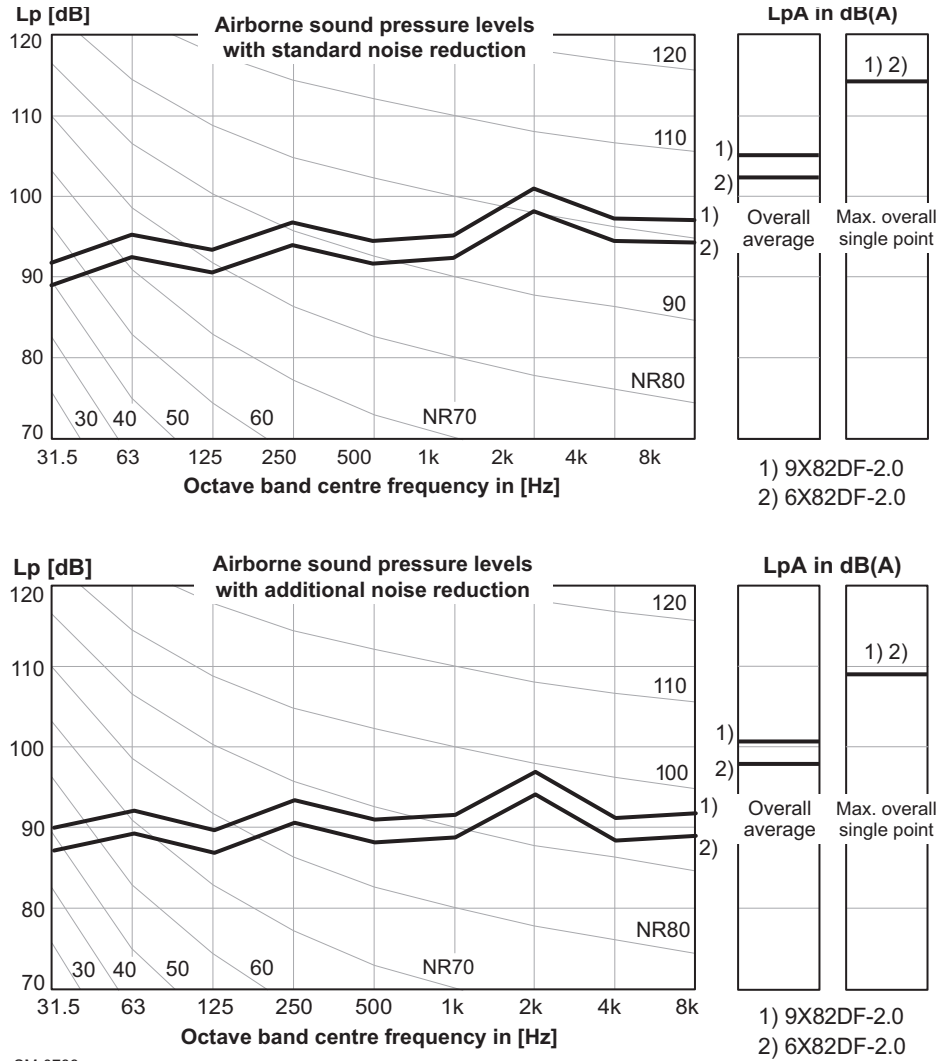 Lp [dB]
Airborne sound pressure levels
with standard noise reduction
LpA in dB(A)
120
110
100
90
80
70
120
110
90
NR80
NR70
60
50
40
30
1)
2)
31.5 63 125 250 500 1k 2k 4k 8k
Octave band centre frequency in [Hz]
1)
2)
Overall
average
1) 2)
Max. overall
single point
1) 9X82DF-2.0
2) 6X82DF-2.0
Lp [dB]
Airborne sound pressure levels
with additional noise reduction
LpA in dB(A)
120
110
100
90
80
70
120
110
100
NR80
NR70
60
50
40
30
1)
2)
31.5 63 125 250 500 1k 2k 4k 8k
Octave band centre frequency in [Hz]
1)
2)
Overall
average
1) 2)
Max. overall
single point
1) 9X82DF-2.0
2) 6X82DF-2.0